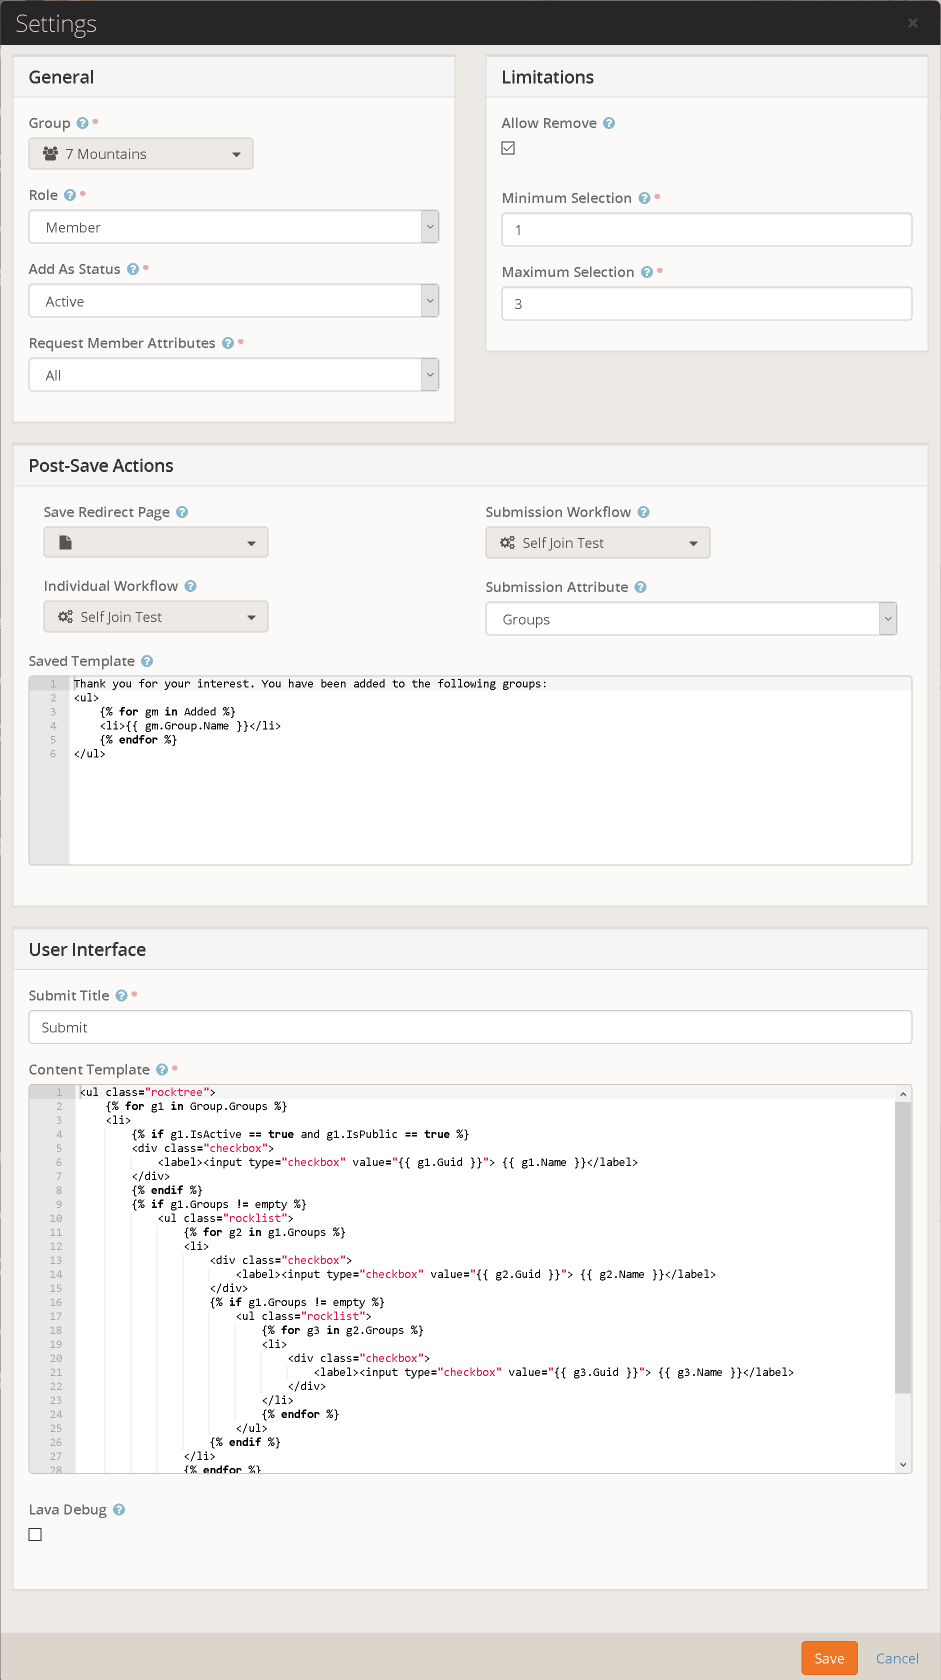 Settings
×
General
Group
7 Mountains
Role
Member
Add As Status
Active
Request Member Attributes
All
Limitations
Allow Remove
Minimum Selection
1
Maximum Selection
3
Post-Save Actions
Save Redirect Page
Submission Workflow
Self Join Test
Individual Workflow
Self Join Test
Submission Attribute
Groups
Saved Template
1 Thank you for your interest. You have been added to the following groups:
2 <ul>
3 {% for gm in Added %}
4 <li>{{ gm.Group.Name }}</li>
5 {% endfor %}
6 </ul>
User Interface
Submit Title
Submit
Content Template
1 <ul class="rocktree">
2 {% for g1 in Group.Groups %}
3 <li>
4 {% if g1.IsActive == true and g1.IsPublic == true %}
5 <div class="checkbox">
6 <label><input type="checkbox" value="{{ g1.Guid }}"> {{ g1.Name }}</label>
7 </div>
8 {% endif %}
9 {% if g1.Groups != empty %}
10 <ul class="rocklist">
11 {% for g2 in g1.Groups %}
12 <li>
13 <div class="checkbox">
14 <label><input type="checkbox" value="{{ g2.Guid }}"> {{ g2.Name }}</label>
15 </div>
16 {% if g1.Groups != empty %}
17 <ul class="rocklist">
18 {% for g3 in g2.Groups %}
19 <li>
20 <div class="checkbox">
21 <label><input type="checkbox" value="{{ g3.Guid }}"> {{ g3.Name }}</label>
22 </div>
23 </li>
24 {% endfor %}
25 </ul>
26 {% endif %}
27 </li>
28 {% endfor %}
Lava Debug
Save
Cancel